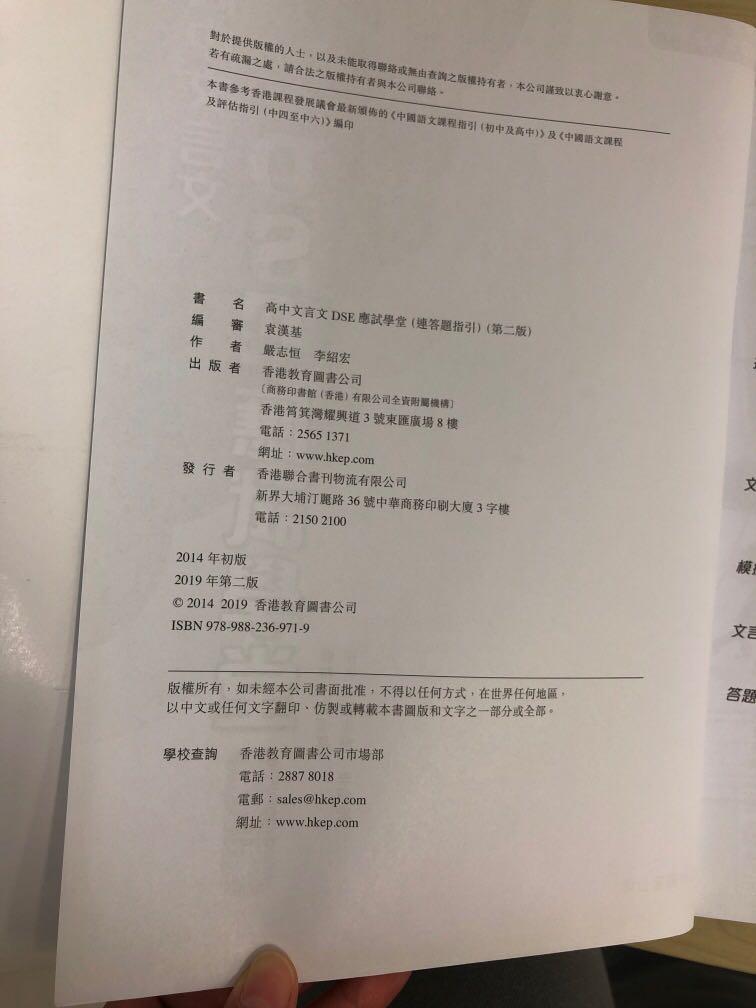 對於提供版權的人士，以及未能取得聯絡或無由查詢之版權持有者，本公司謹致以衷心謝意。
若有疏漏之處，請合法之版權持有者與本公司聯絡。
本書參考香港課程發展議會最新頒佈的《中國語文課程指引(初中及高中)》及《中國語文課程
及評估指引(中四至中六)》編印
書名 高中文言文 DSE 應試學堂 (連答題指引) (第二版)
編審 袁漢基
作者 嚴志恒 李紹宏
出版者 香港教育圖書公司
〔商務印書館(香港)有限公司全資附屬機構〕
香港筲箕灣耀興道 3 號東匯廣場 8 樓
電話：2565 1371
網址：www.hkep.com
發行者 香港聯合書刊物流有限公司
新界大埔汀麗路 36 號中華商務印刷大廈 3 字樓
電話：2150 2100
2014 年初版
2019 年第二版
© 2014 2019 香港教育圖書公司
ISBN 978-988-236-971-9
版權所有，如未經本公司書面批准，不得以任何方式，在世界任何地區，
以中文或任何文字翻印、仿製或轉載本書圖版和文字之一部分或全部。
學校查詢 香港教育圖書公司市場部
電話：2887 8018
電郵：sales@hkep.com
網址：www.hkep.com
文
模
文言
答題